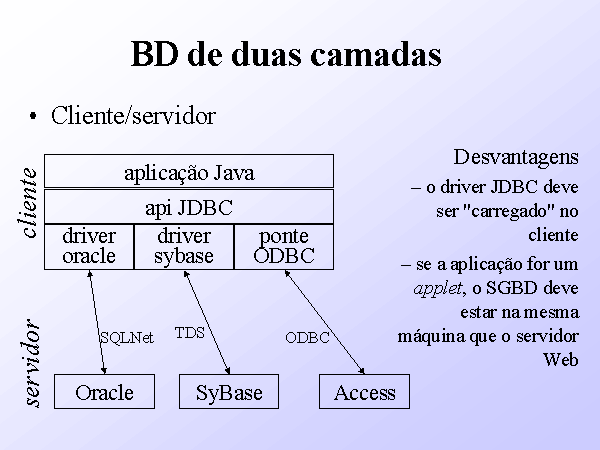 BD de duas camadas
• Cliente/servidor
cliente
aplicação Java
api JDBC
driver oracle
driver sybase
ponte ODBC
servidor
SQLNet
TDS
ODBC
Oracle
SyBase
Access
Desvantagens
– o driver JDBC deve
ser "carregado" no
cliente
– se a aplicação for um
applet, o SGBD deve
estar na mesma
máquina que o servidor
Web